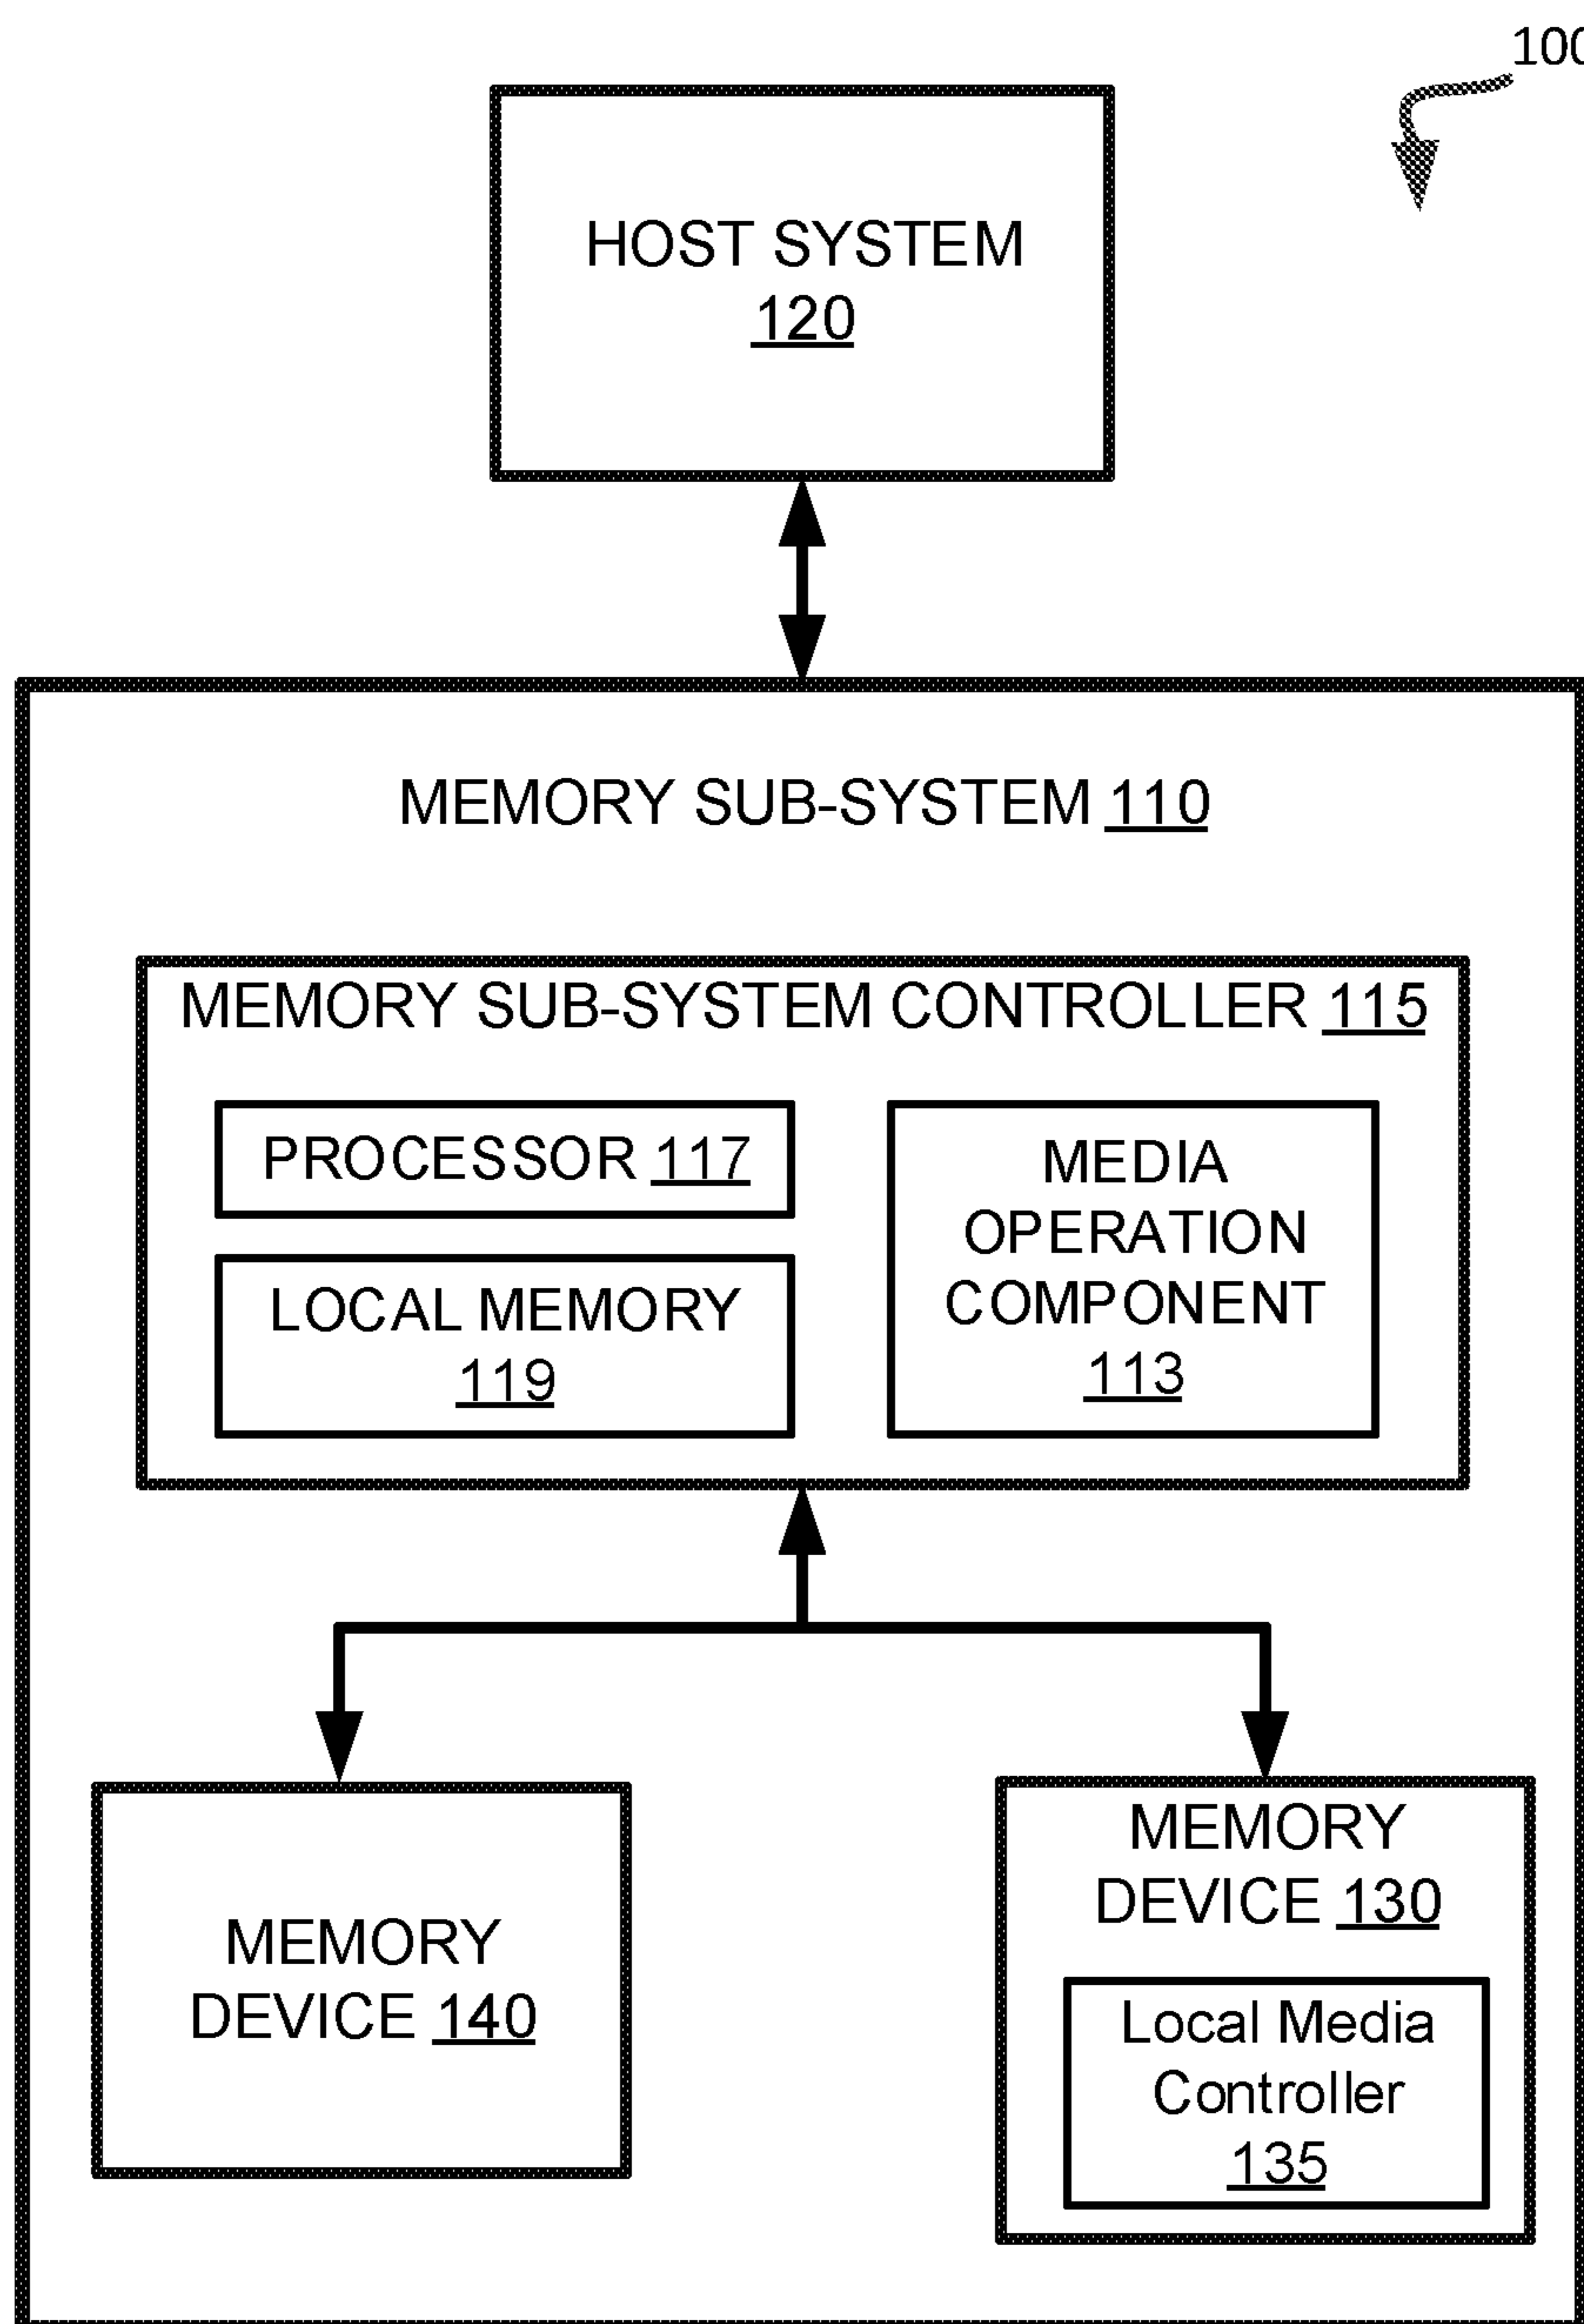 100
HOST SYSTEM
120
MEMORY SUB-SYSTEM 110
MEMORY SUB-SYSTEM CONTROLLER 115
PROCESSOR 117
LOCAL MEMORY
119
MEDIA
OPERATION
COMPONENT
113
MEMORY
DEVICE 140
MEMORY
DEVICE 130
Local Media
Controller
135